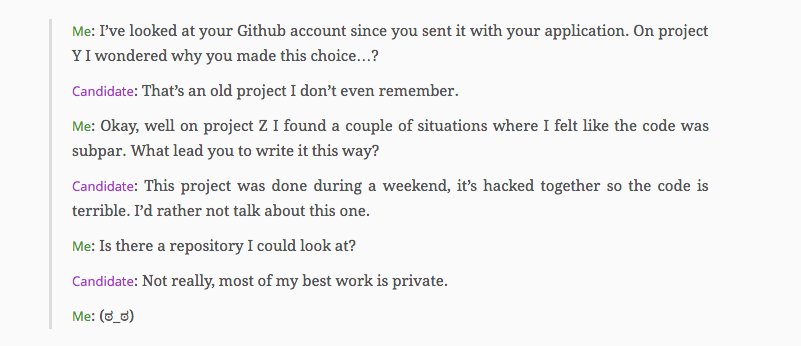 Me: I’ve looked at your Github account since you sent it with your application. On project
Y I wondered why you made this choice…?
Candidate: That’s an old project I don’t even remember.
Me: Okay, well on project Z I found a couple of situations where I felt like the code was
subpar. What lead you to write it this way?
Candidate: This project was done during a weekend, it’s hacked together so the code is
terrible. I’d rather not talk about this one.
Me: Is there a repository I could look at?
Candidate: Not really, most of my best work is private.
Me: (ಠ_ಠ)